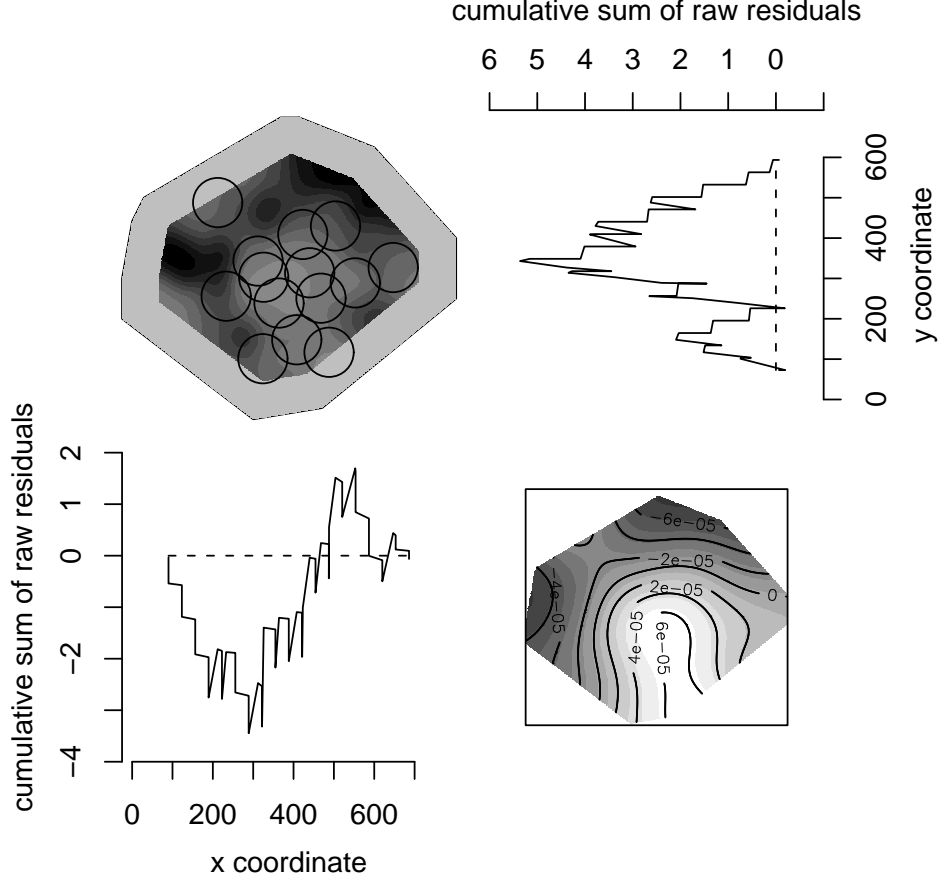 cumulative sum of raw residuals
6 5 4 3 2 1 0
600
400
200
0
y coordinate
cumulative sum of raw residuals
2
1
0
−2
−4
0 200 400 600
x coordinate
−6e−05
−2e−05
−4e−05
2e−05
0
4e−05
6e−05